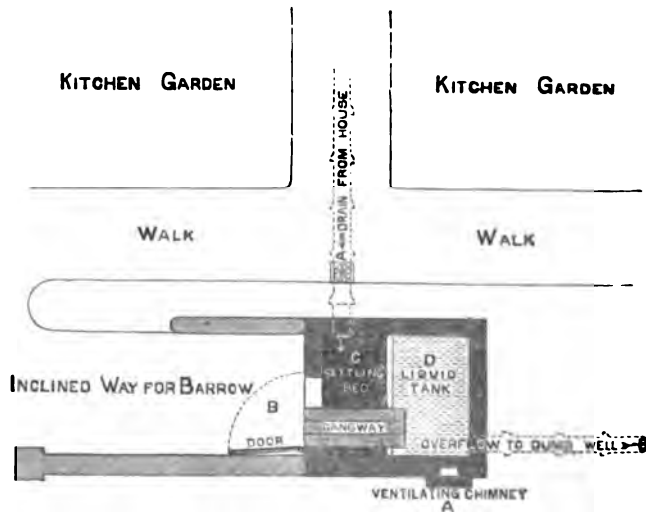 KITCHEN GARDEN
KITCHEN GARDEN
A ← DRAIN FROM HOUSE
WALK
WALK
C
SETTLING
BED
D
LIQUID
TANK
INCLINED WAY FOR BARROW
B
DOOR
GANGWAY
OVERFLOW TO DUMB WELL
VENTILATING CHIMNEY
A